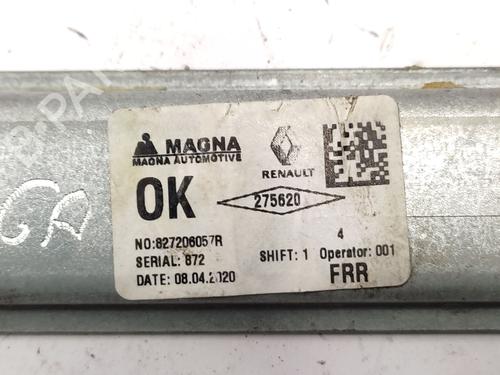 MAGNA
MAGNA AUTOMOTIVE
RENAULT
OK
275620
NO:827206057R
4
SERIAL: 872
SHIFT: 1 Operator: 001
DATE: 08.04.2020
FRR